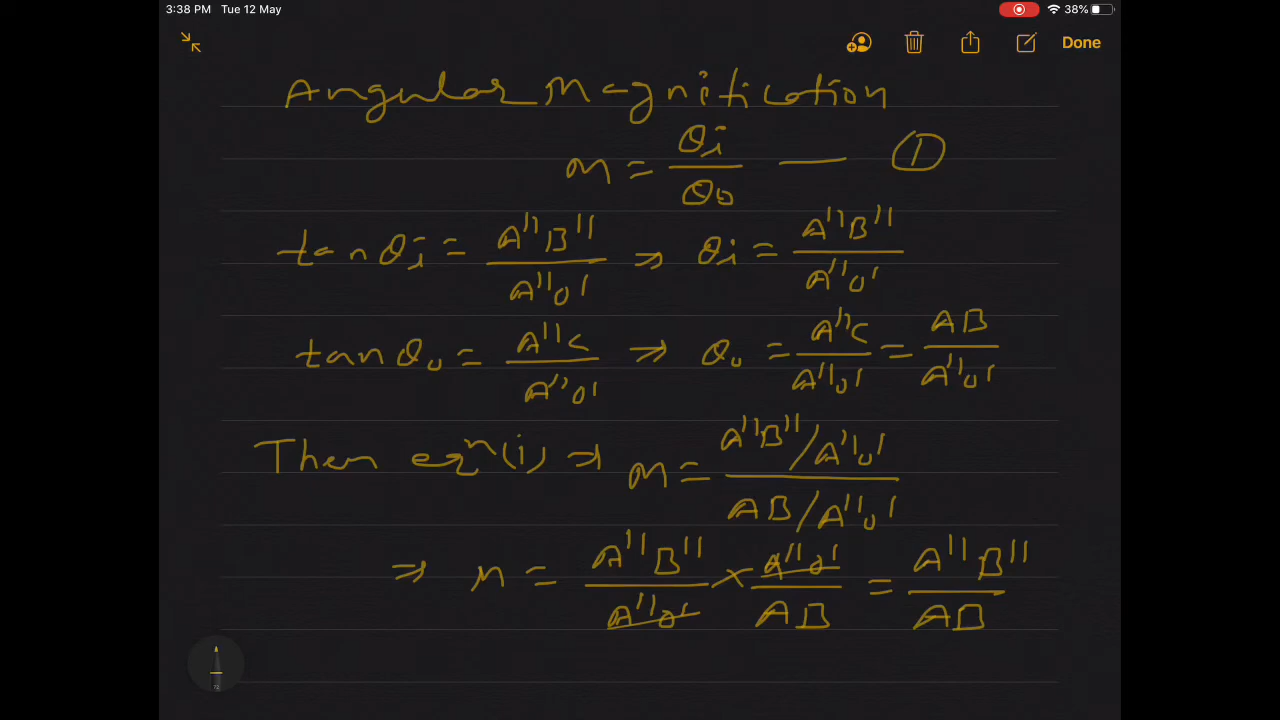 3:38 PM Tue 12 May 38%
Done
Angular Magnification
m = θi / θo — ①
tan θi = A''B'' / A''O' ⇒ θi = A''B'' / A''O'
tan θo = A''C / A''O' ⇒ θo = A''C / A''O' = AB / A''O'
Then eqⁿ(i) ⇒ m = (A''B''/A''O') / (AB/A''O')
⇒ m = A''B'' / A''O' × A''O' / AB = A''B'' / AB